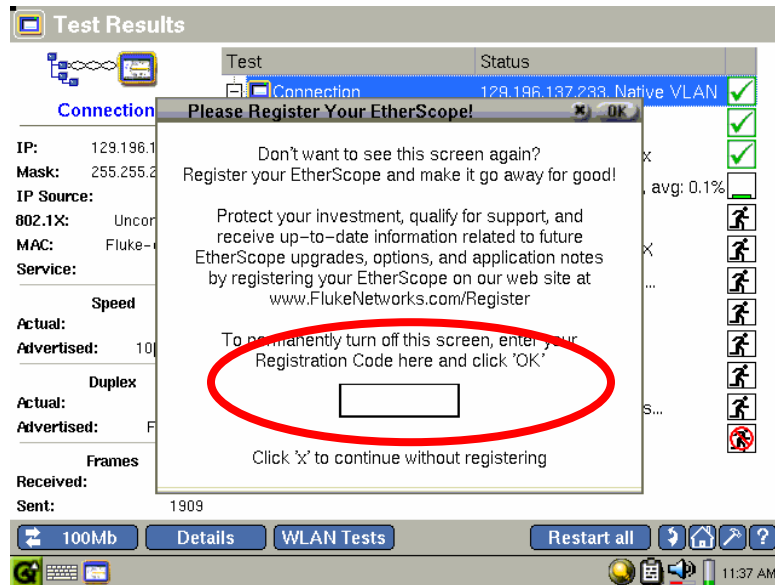 Test Results
Test Status
Connection 129.196.137.233, Native VLAN
Connection
Please Register Your EtherScope! x OK
IP: 129.196.1
Mask: 255.255.2
IP Source:
802.1X: Uncor
MAC: Fluke-
Service:
Speed
Actual:
Advertised: 10
Duplex
Actual:
Advertised: F
Frames
Received:
Sent: 1909
Don't want to see this screen again?
Register your EtherScope and make it go away for good!
Protect your investment, qualify for support, and
receive up-to-date information related to future
EtherScope upgrades, options, and application notes
by registering your EtherScope on our web site at
www.FlukeNetworks.com/Register
To permanently turn off this screen, enter your
Registration Code here and click 'OK'
Click 'x' to continue without registering
x
, avg: 0.1%
X
...
s...
100Mb Details WLAN Tests Restart all ?
11:37 AM